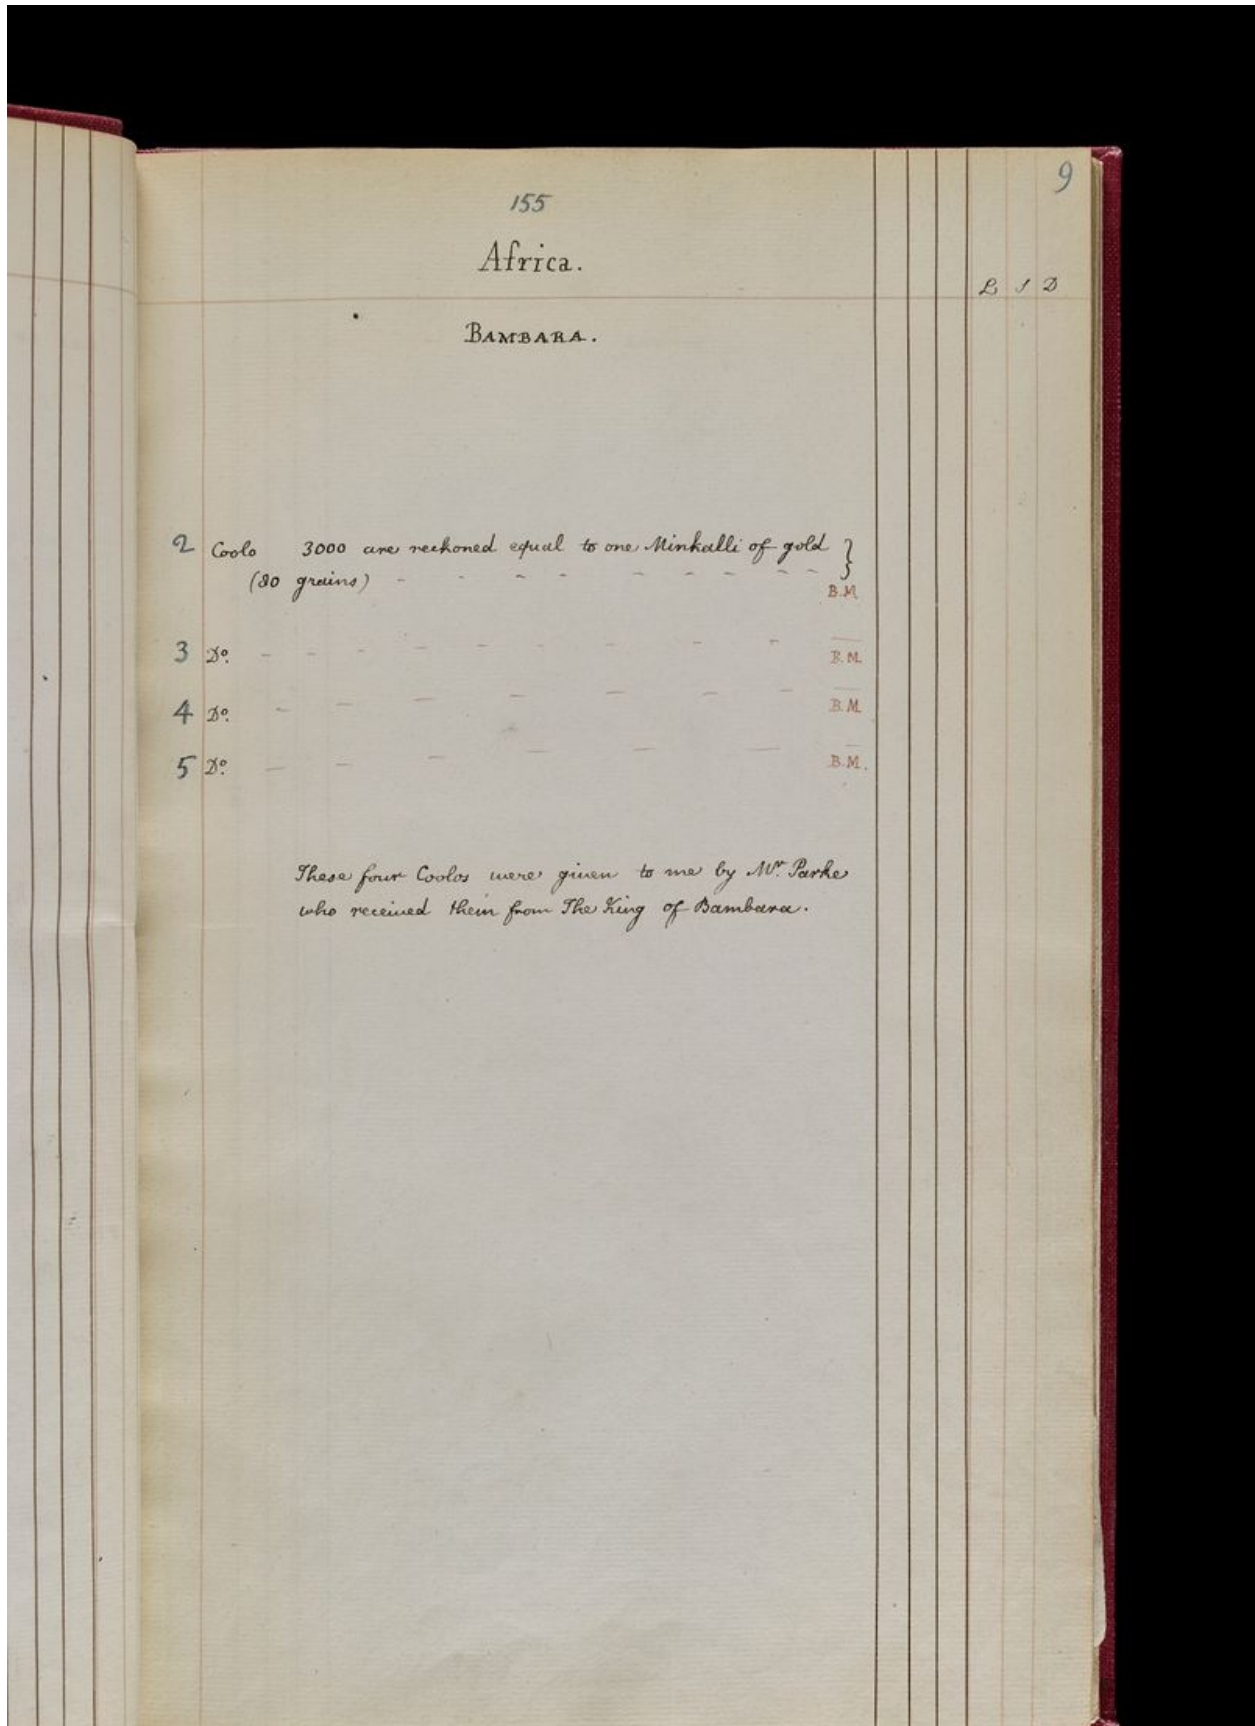 9
155
Africa.
L S D
BAMBARA.
2 Coolo 3000 are reckoned equal to one Minkalli of gold }
(80 grains) - - - - - - - - - -
B.M.
3 Do. - - - - - - - - - B.M.
4 Do. - - - - - - - B.M.
5 Do. - - - - - - B.M.
These four Coolos were given to me by Mr. Parke
who received them from The King of Bambara.